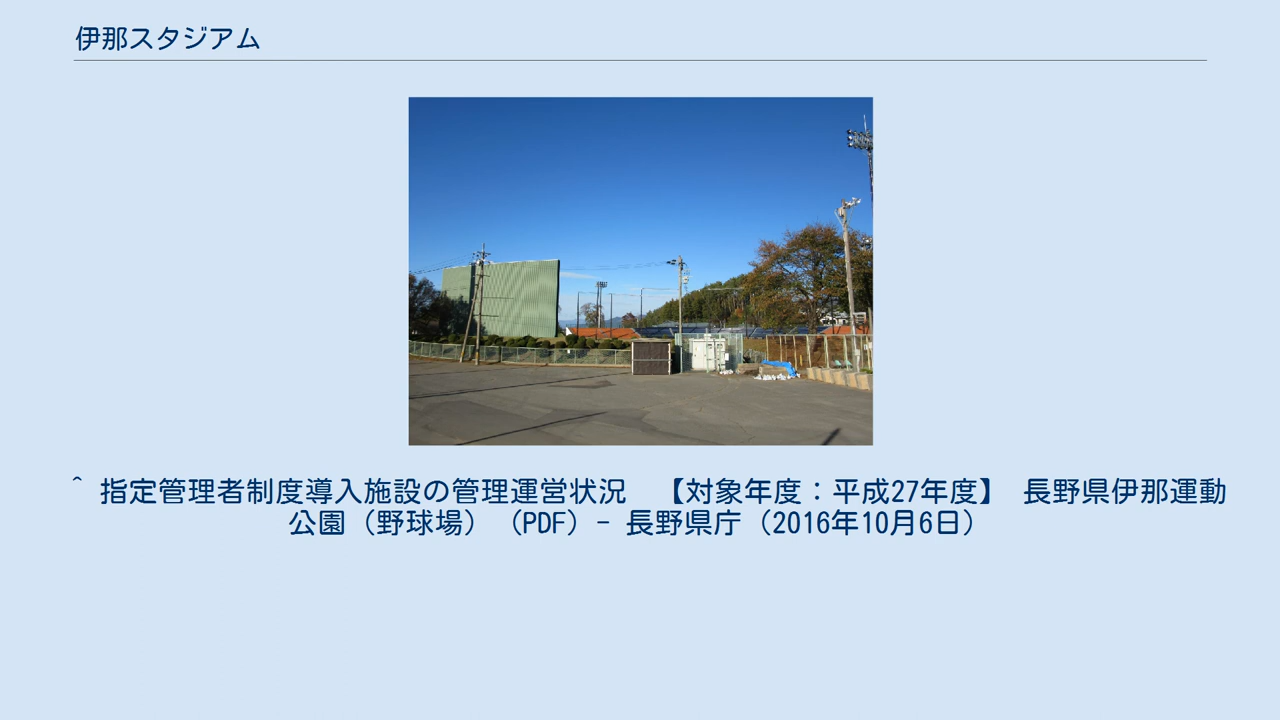 伊那スタジアム
^ 指定管理者制度導入施設の管理運営状況　【対象年度：平成27年度】 長野県伊那運動
公園（野球場）（PDF）- 長野県庁（2016年10月6日）